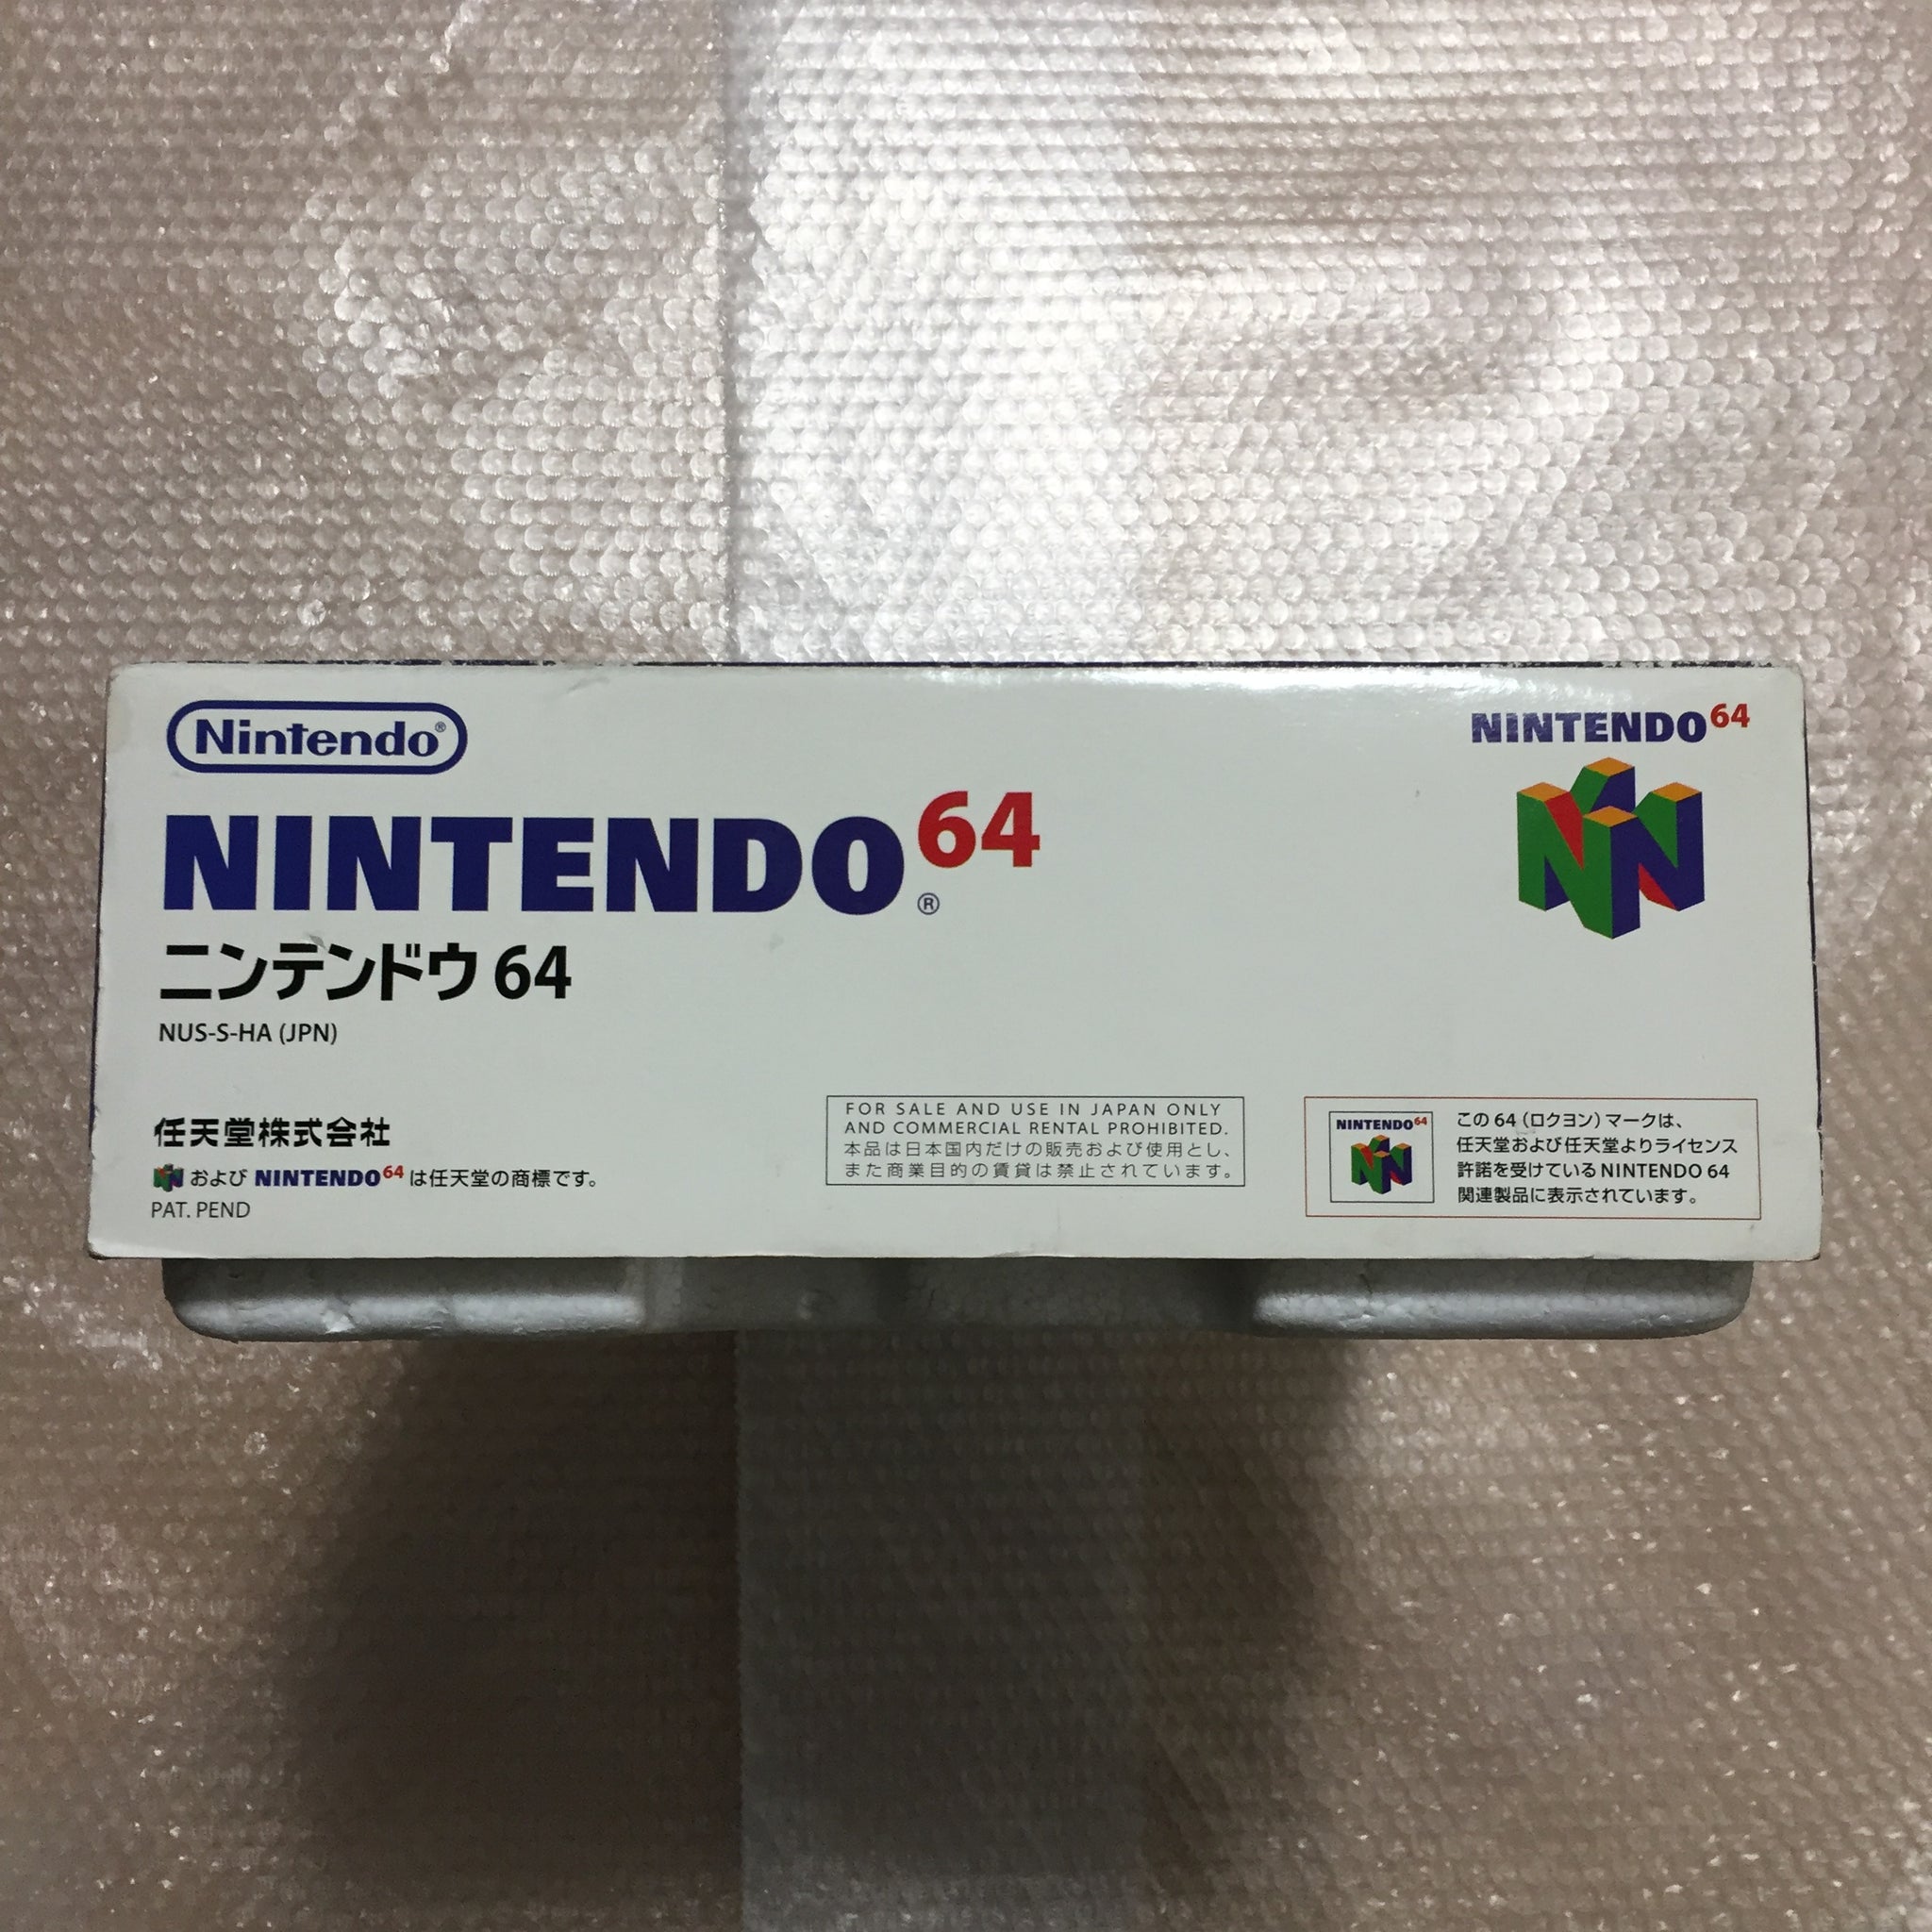 Nintendo®
NINTENDO64®
ニンテンドウ64
NUS-S-HA (JPN)
任天堂株式会社
および NINTENDO64 は任天堂の商標です。
PAT. PEND
FOR SALE AND USE IN JAPAN ONLY
AND COMMERCIAL RENTAL PROHIBITED.
本品は日本国内だけの販売および使用とし、
また商業目的の賃貸は禁止されています。
NINTENDO64
NINTENDO64
この64（ロクヨン）マークは、
任天堂および任天堂よりライセンス
許諾を受けているNINTENDO 64
関連製品に表示されています。